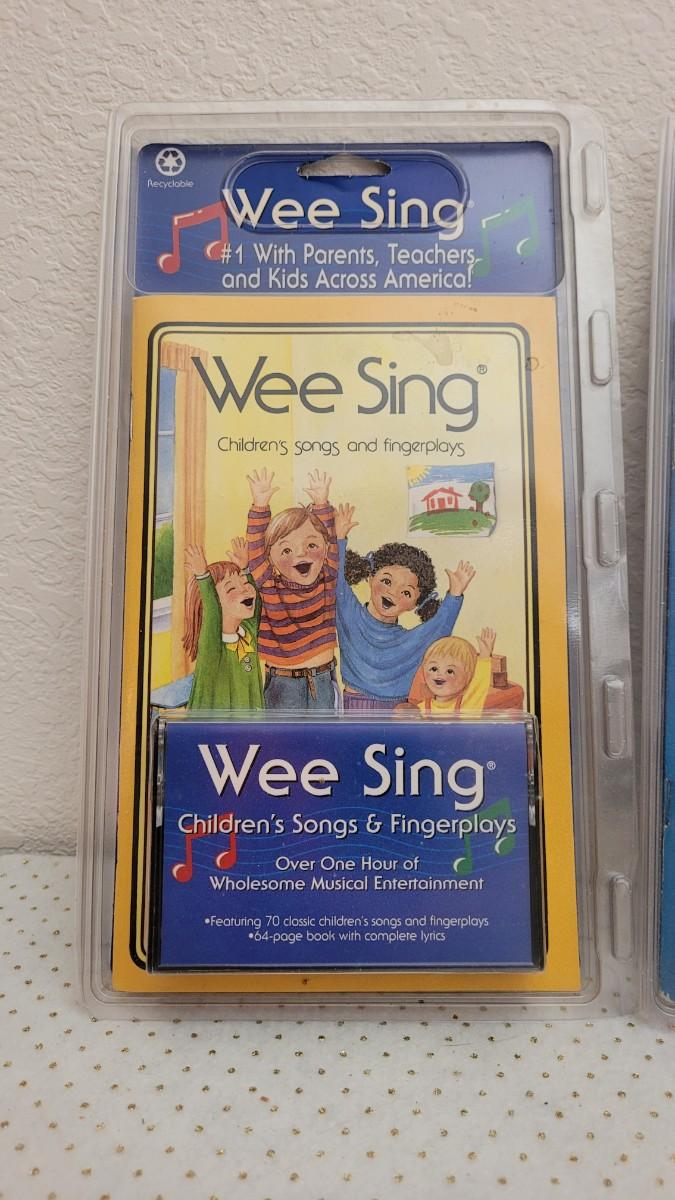 Recyclable
Wee Sing®
#1 With Parents, Teachers,
and Kids Across America!
Wee Sing®
Children's songs and fingerplays
Wee Sing®
Children's Songs & Fingerplays
Over One Hour of
Wholesome Musical Entertainment
•Featuring 70 classic children's songs and fingerplays
•64-page book with complete lyrics